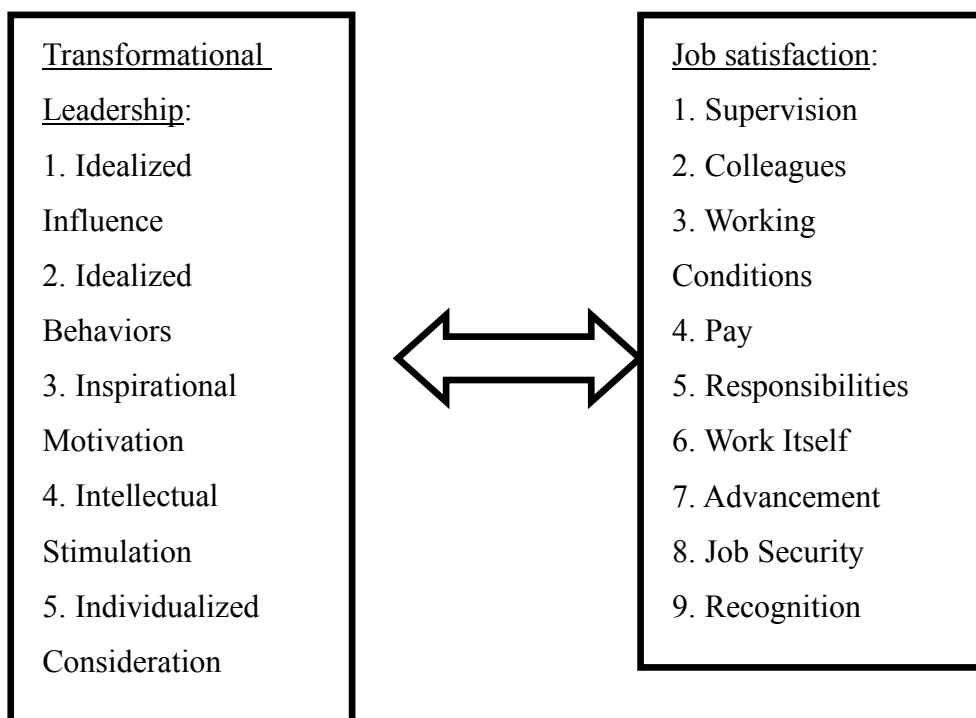 Transformational
Leadership:
1. Idealized
Influence
2. Idealized
Behaviors
3. Inspirational
Motivation
4. Intellectual
Stimulation
5. Individualized
Consideration
Job satisfaction:
1. Supervision
2. Colleagues
3. Working
Conditions
4. Pay
5. Responsibilities
6. Work Itself
7. Advancement
8. Job Security
9. Recognition